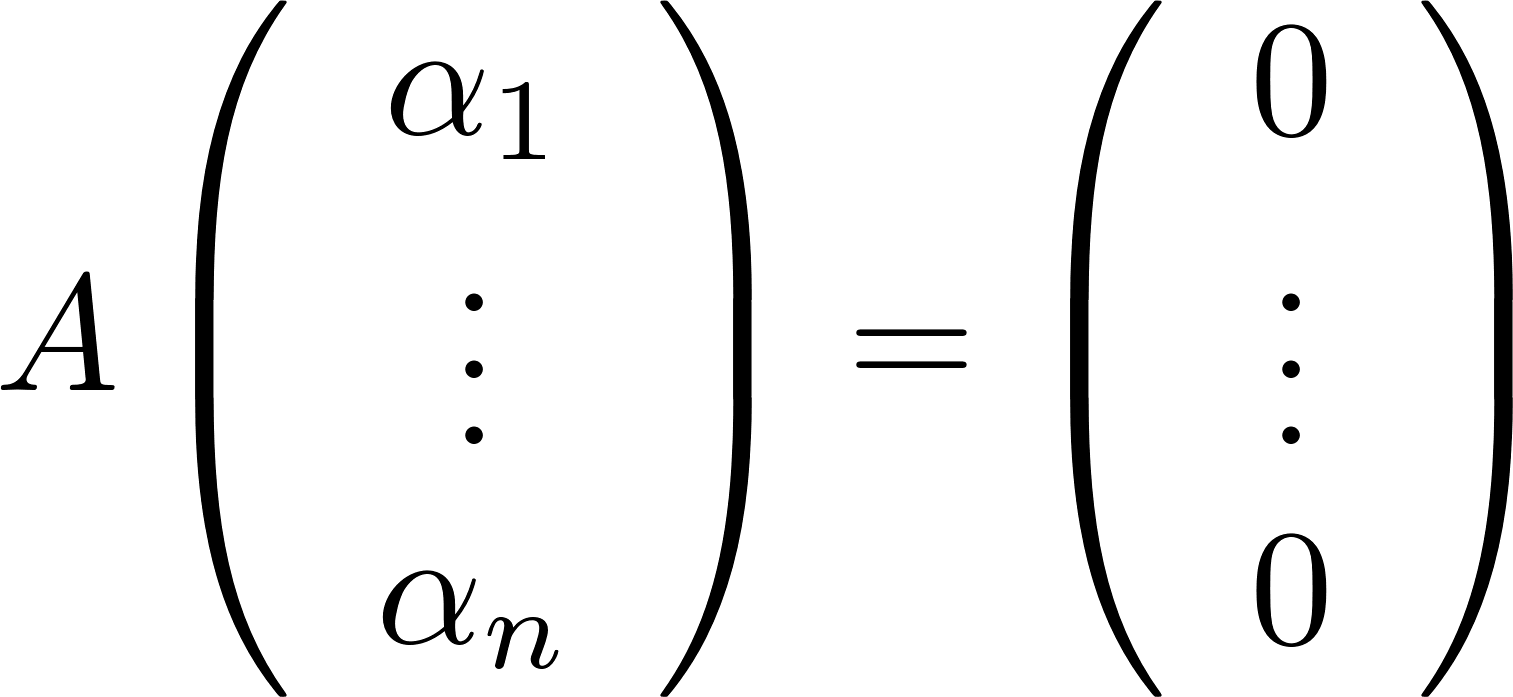 A ( α₁ ⋮ αₙ ) = ( 0 ⋮ 0 )